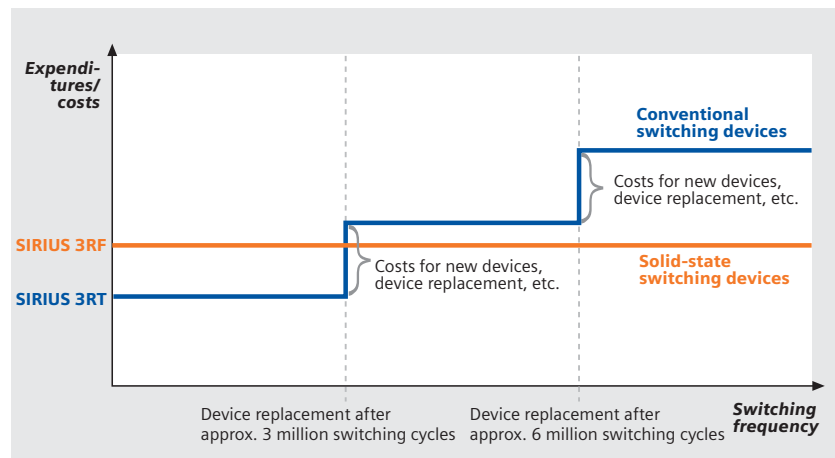 Expendi-
tures/
costs
Conventional
switching devices
Costs for new devices,
device replacement, etc.
SIRIUS 3RF
Solid-state
switching devices
Costs for new devices,
device replacement, etc.
SIRIUS 3RT
Device replacement after
approx. 3 million switching cycles
Device replacement after
approx. 6 million switching cycles
Switching
frequency